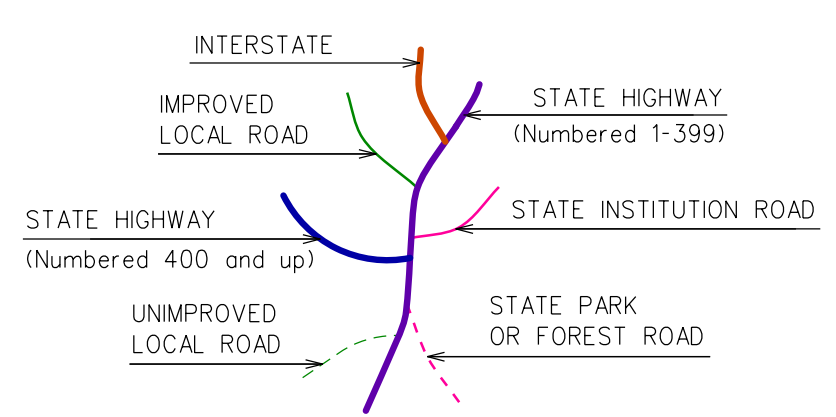 INTERSTATE
STATE HIGHWAY
(Numbered 1-399)
IMPROVED
LOCAL ROAD
STATE HIGHWAY
(Numbered 400 and up)
STATE INSTITUTION ROAD
UNIMPROVED
LOCAL ROAD
STATE PARK
OR FOREST ROAD